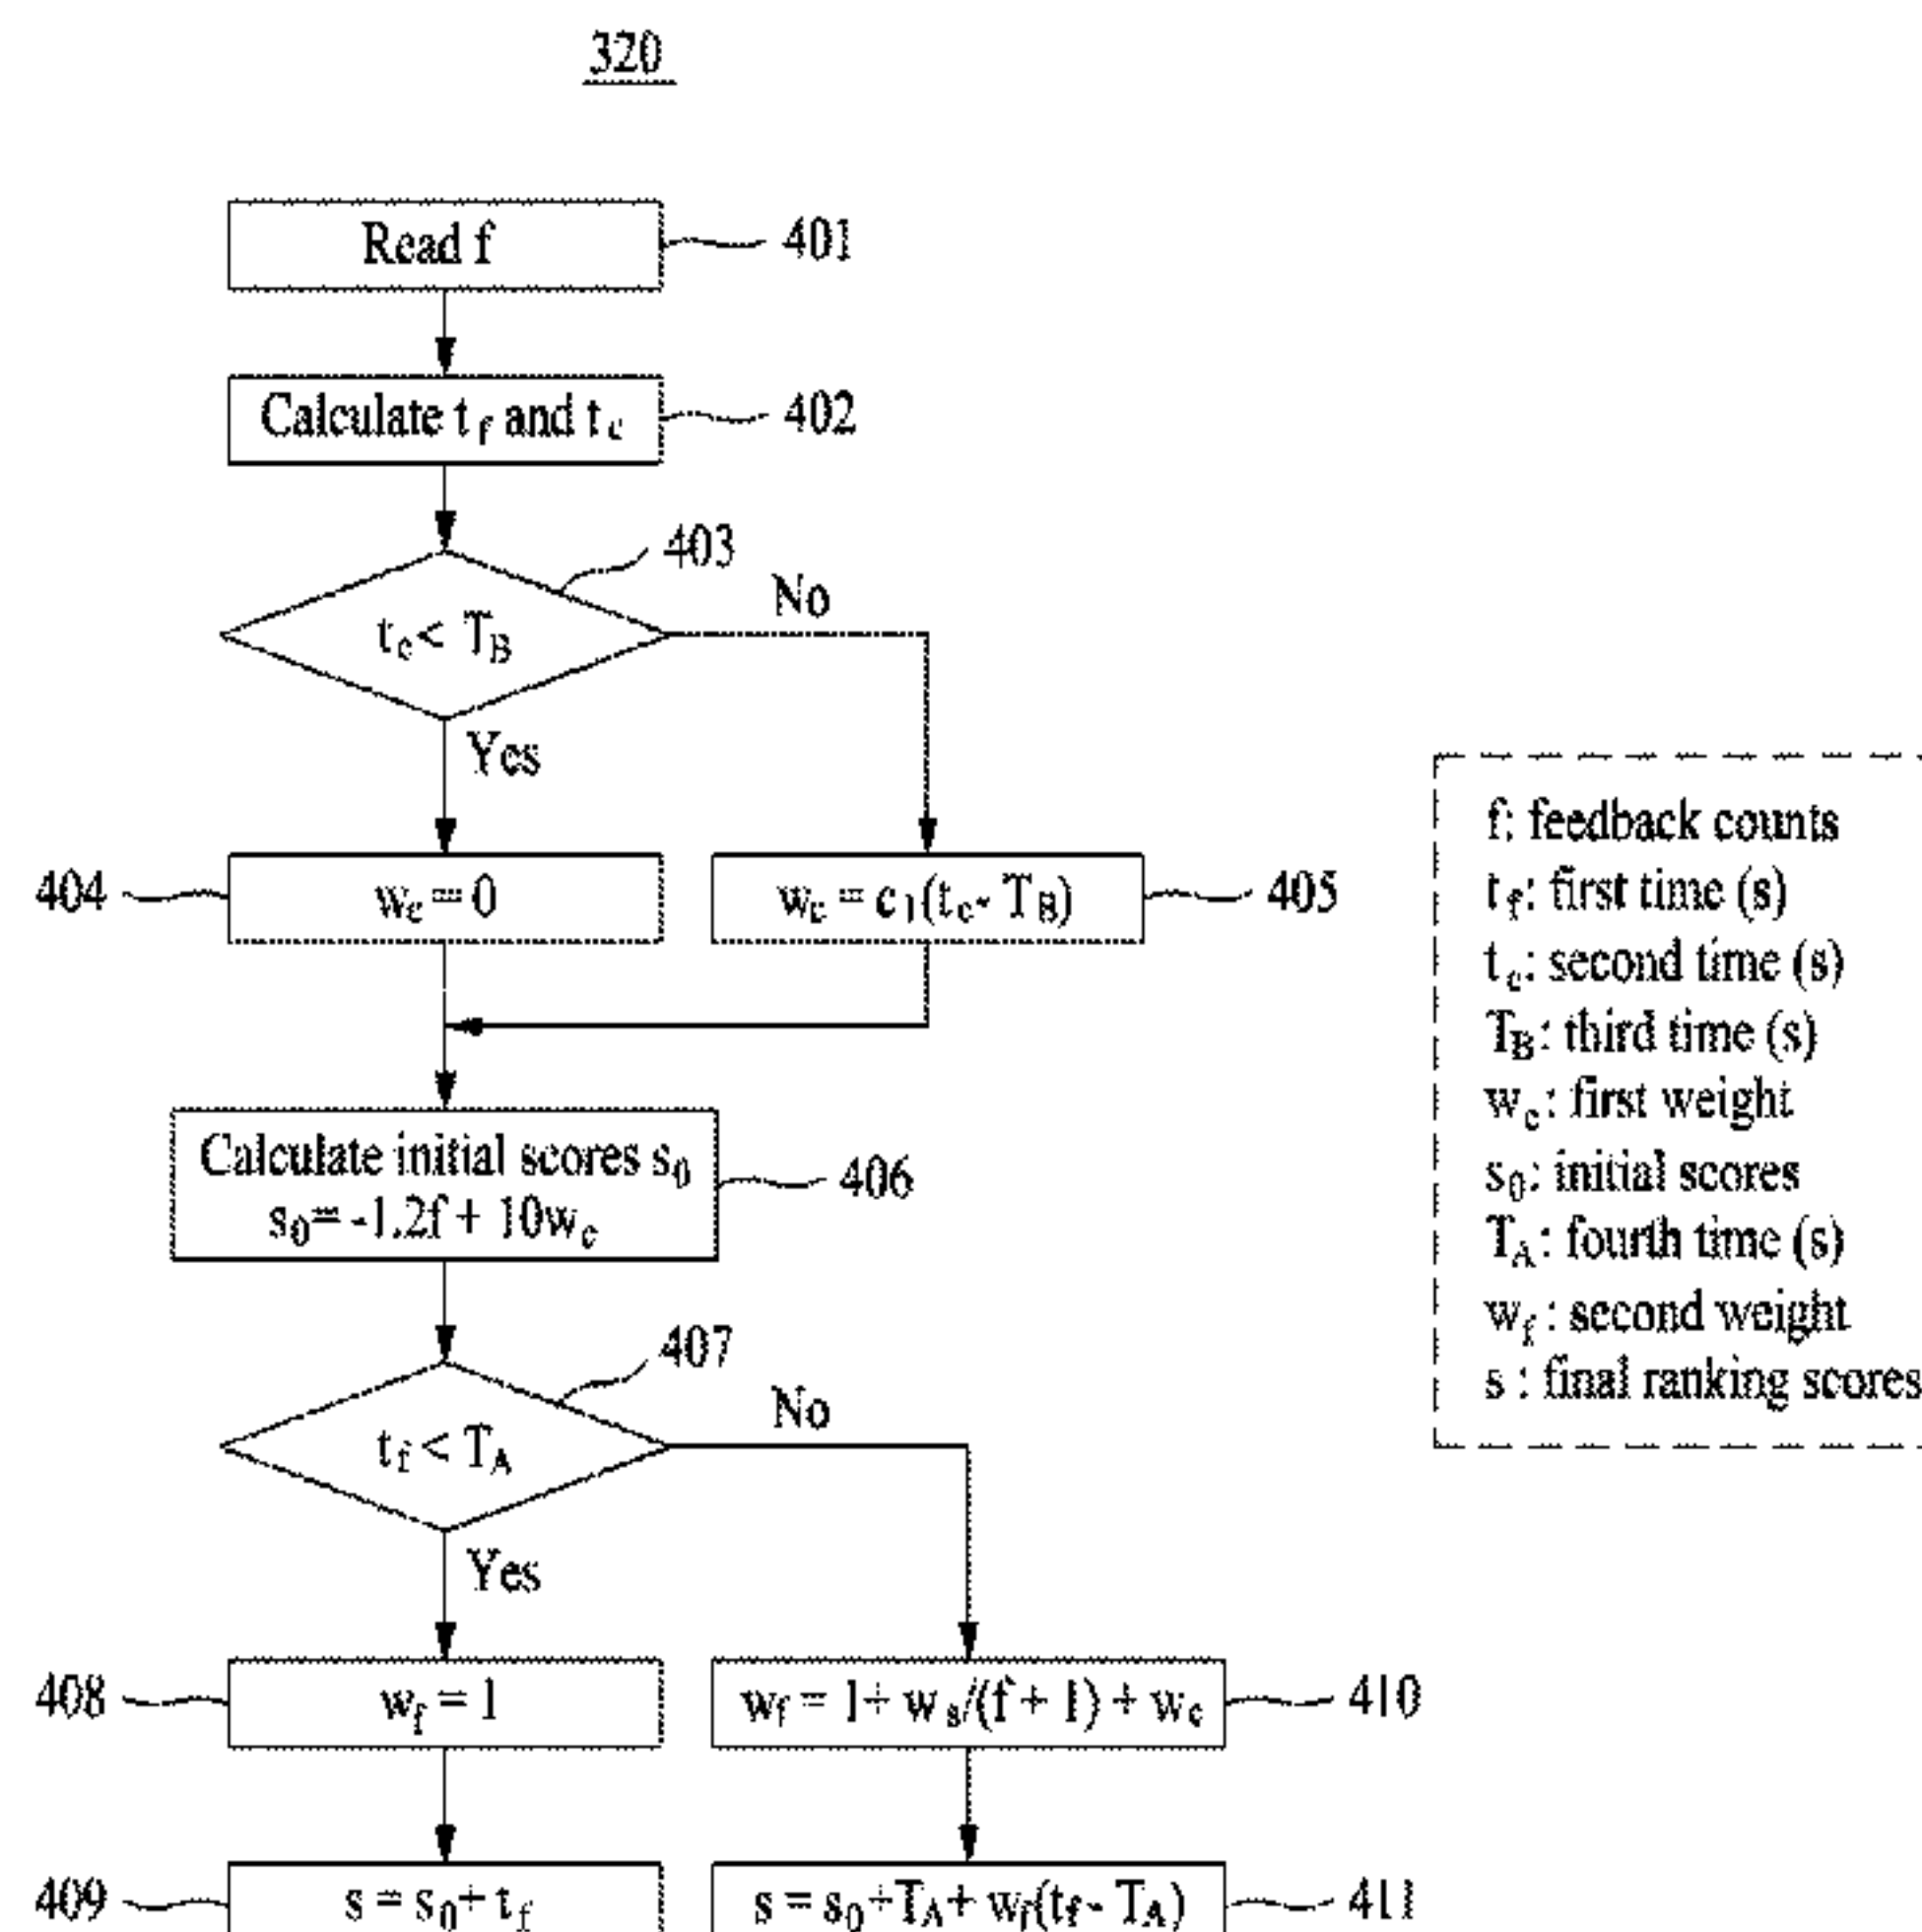 320
Read f
401
Calculate t_f and t_c
402
403
t_c < T_B
No
Yes
404
w_c = 0
w_c = c_1(t_c - T_B)
405
Calculate initial scores s_0
s_0 = -1.2f + 10w_c
406
407
t_f < T_A
No
Yes
408
w_f = 1
w_f = 1 + w_s/(f + 1) + w_c
410
409
s = s_0 + t_f
s = s_0 + T_A + w_f(t_f - T_A)
411
f: feedback counts
t_f: first time (s)
t_c: second time (s)
T_B: third time (s)
w_c: first weight
s_0: initial scores
T_A: fourth time (s)
w_f: second weight
s : final ranking scores